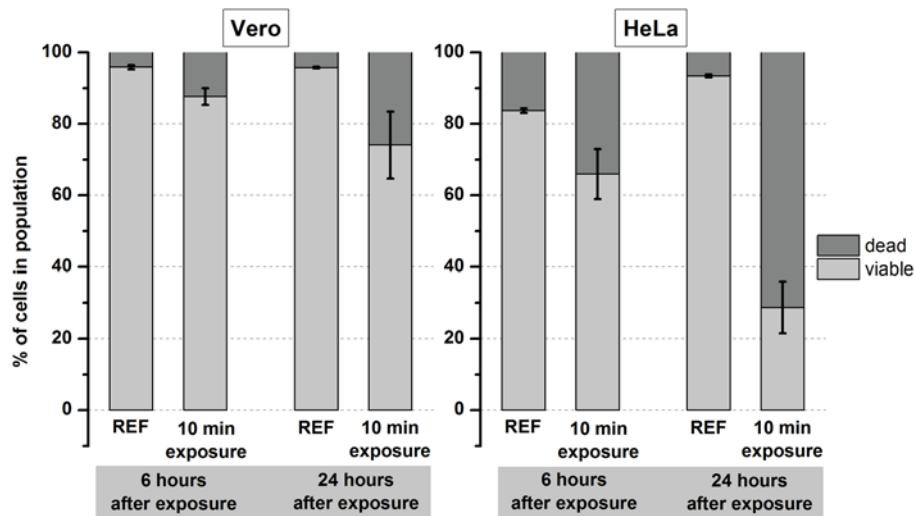 Vero
HeLa
% of cells in population
100
80
60
40
20
0
100
80
60
40
20
0
dead
viable
REF
10 min
exposure
REF
10 min
exposure
REF
10 min
exposure
REF
10 min
exposure
6 hours
after exposure
24 hours
after exposure
6 hours
after exposure
24 hours
after exposure